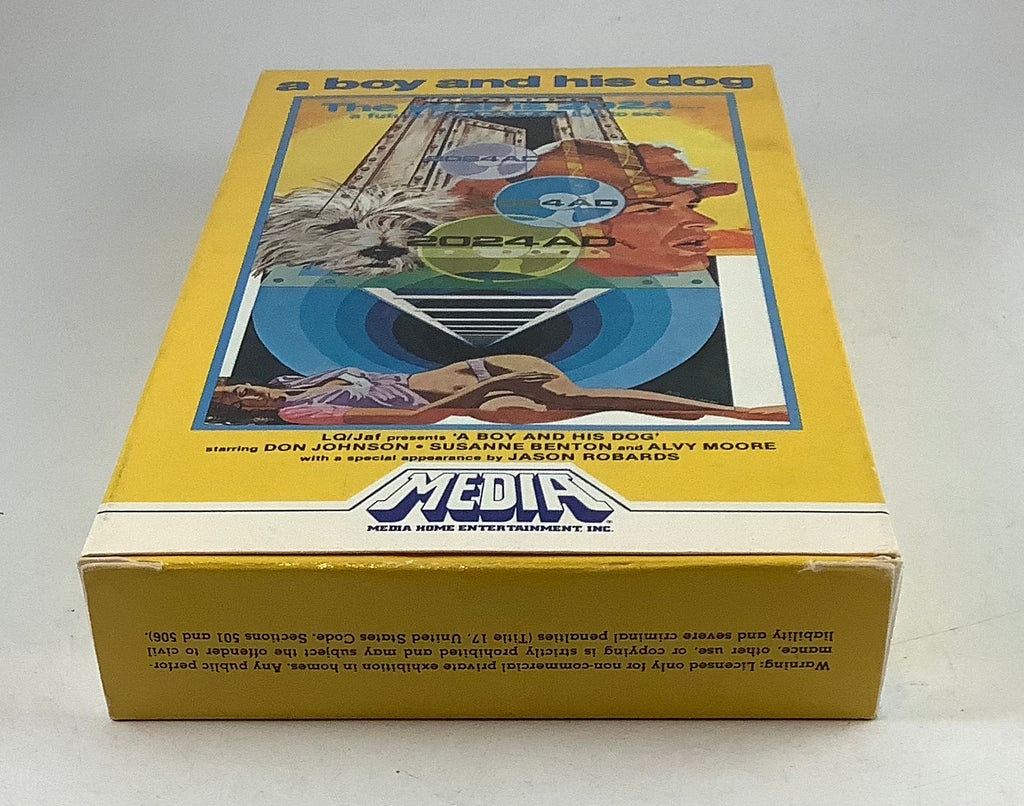 a boy and his dog
The year is 2024...
a future
to see.
2024AD
2024AD
2024AD
LQ/Jaf presents 'A BOY AND HIS DOG'
starring DON JOHNSON • SUSANNE BENTON and ALVY MOORE
with a special appearance by JASON ROBARDS
MEDIA
MEDIA HOME ENTERTAINMENT, INC.
Warning: Licensed only for non-commercial private exhibition in homes. Any public perfor-
mance, other use, or copying is strictly prohibited and may subject the offender to civil
liability and severe criminal penalties (Title 17, United States Code, Sections 501 and 506).